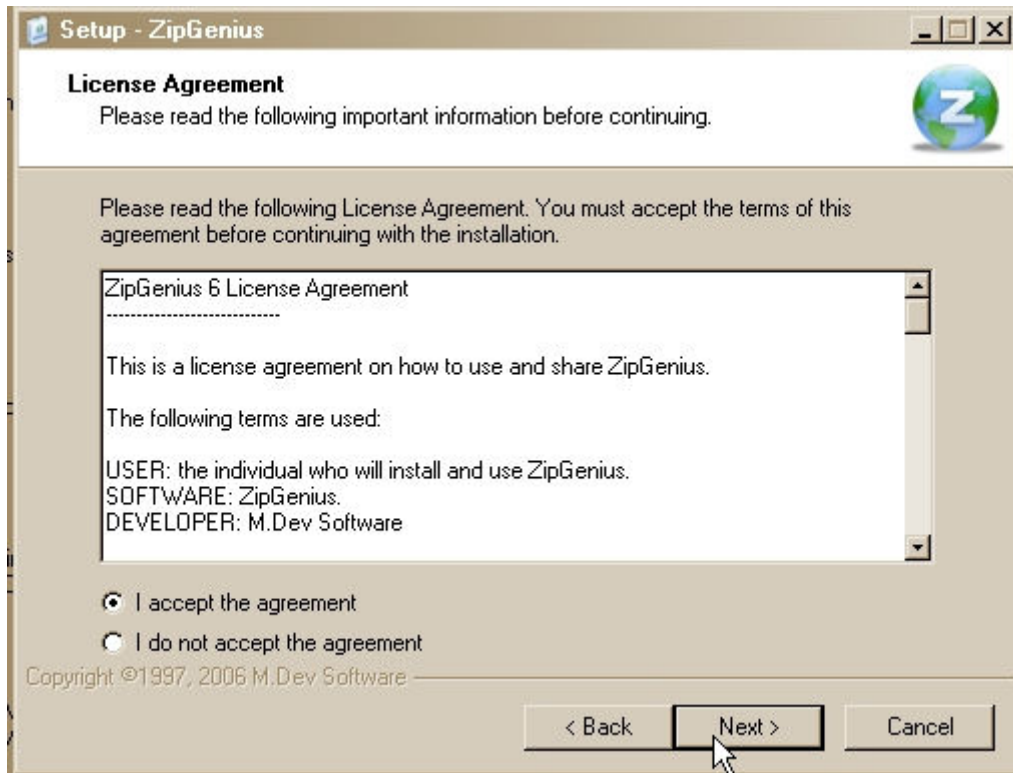 Setup - ZipGenius
License Agreement
Please read the following important information before continuing.
Z
Please read the following License Agreement. You must accept the terms of this
agreement before continuing with the installation.
ZipGenius 6 License Agreement
----------------------------
This is a license agreement on how to use and share ZipGenius.
The following terms are used:
USER: the individual who will install and use ZipGenius.
SOFTWARE: ZipGenius.
DEVELOPER: M.Dev Software
I accept the agreement
I do not accept the agreement
Copyright ©1997, 2006 M.Dev Software
< Back Next > Cancel